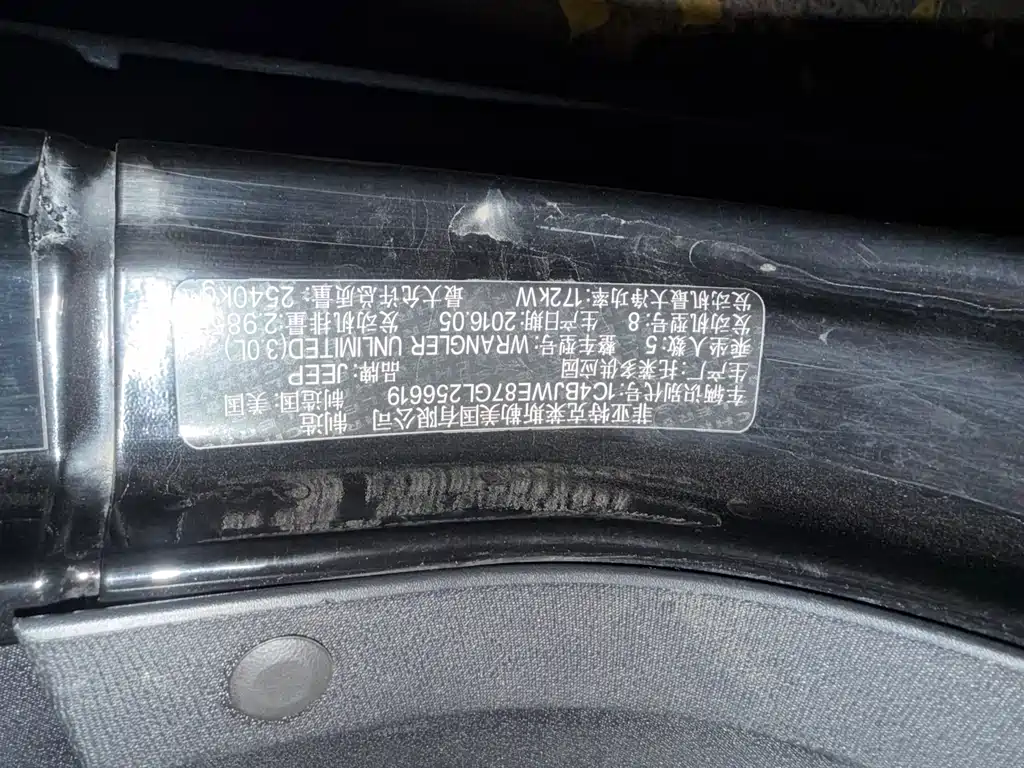 菲亚特克莱斯勒美国有限公司 制造
车辆识别代号: 1C4BJWE87GL256619 制造国: 美国
生产厂: 托莱多供应园 品牌: JEEP
乘坐人数: 5 整车型号: WRANGLER UNLIMITED(3.0L)
发动机型号: 8 生产日期: 2016.05 发动机排量: 2.98
发动机最大净功率: 172kW 最大允许总质量: 2540kg